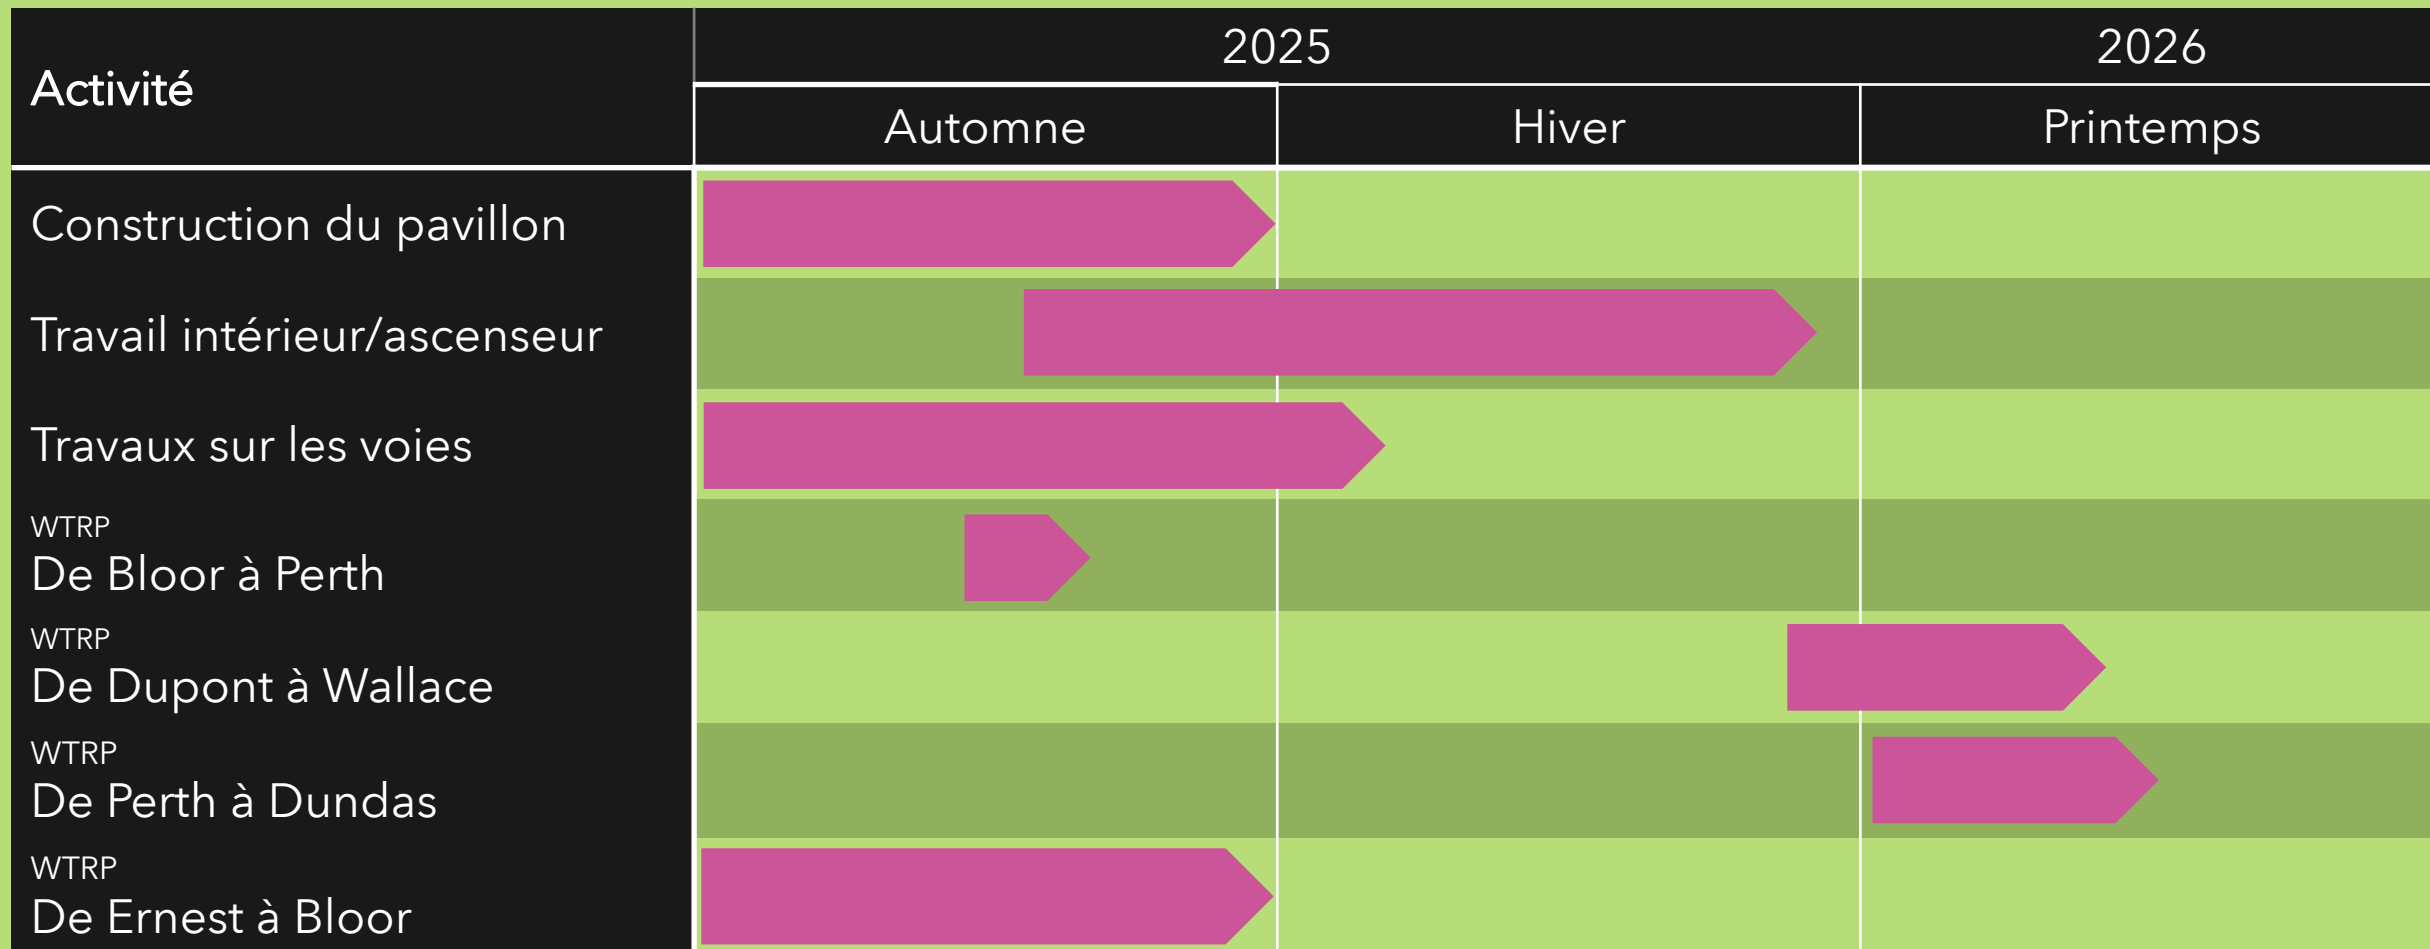 Activité
2025
2026
Automne
Hiver
Printemps
Construction du pavillon
Travail intérieur/ascenseur
Travaux sur les voies
WTRP
De Bloor à Perth
WTRP
De Dupont à Wallace
WTRP
De Perth à Dundas
WTRP
De Ernest à Bloor